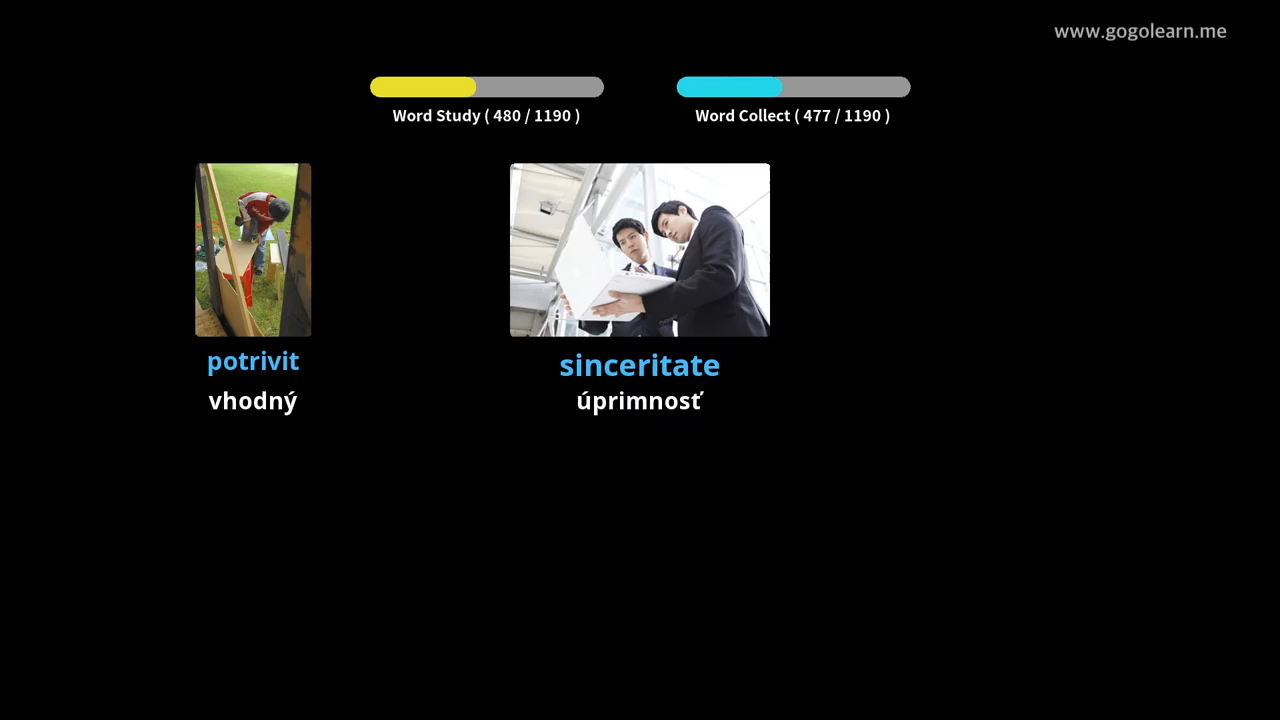 www.gogolearn.me
Word Study ( 480 / 1190 )
Word Collect ( 477 / 1190 )
potrivit
vhodný
sinceritate
úprimnosť